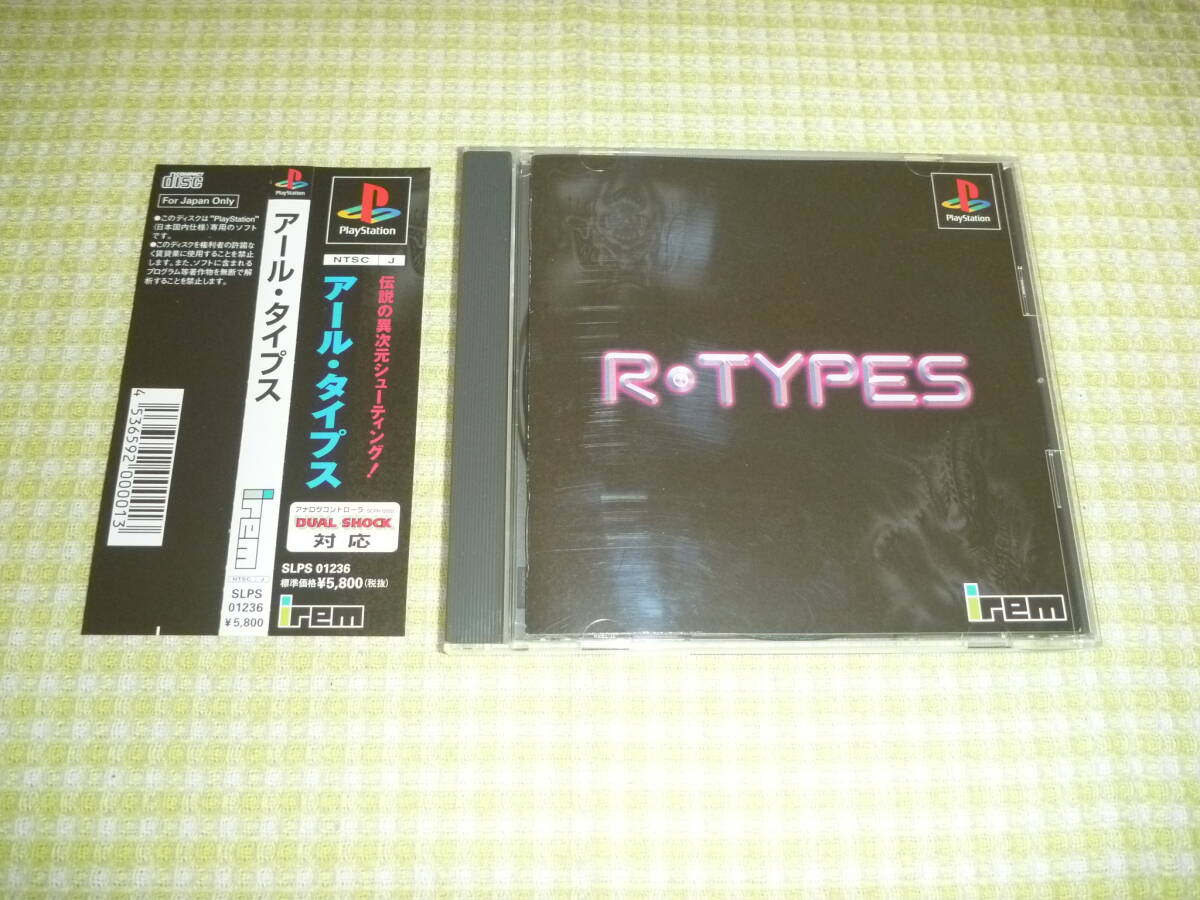 COMPACT
disc
For Japan Only
●このディスクは"PlayStation"
(日本国内仕様)専用のソフト
です。
●このディスクを権利者の許諾な
く賃貸業に使用することを禁止
します。また、ソフトに含まれる
プログラム等著作物を無断で解
析することを禁止します。
4 536592 000013
PlayStation
アール・タイプス
irem
NTSC J
SLPS
01236
¥5,800
PlayStation
NTSC J
伝説の異次元シューティング!
アール・タイプス
アナログコントローラ
DUAL SHOCK
対応
SLPS 01236
標準価格¥5,800(税抜)
irem
PlayStation
R•TYPES
irem